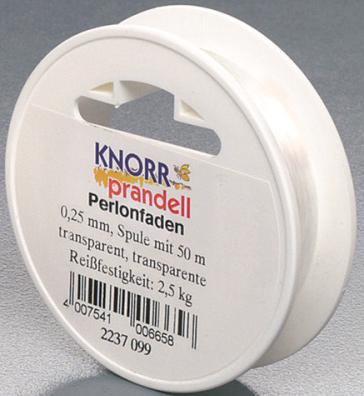 KNORR
prandell
Perlonfaden
0,25 mm, Spule mit 50 m
transparent, transparente
Reißfestigkeit: 2,5 kg
4 007541 006658
2237 099